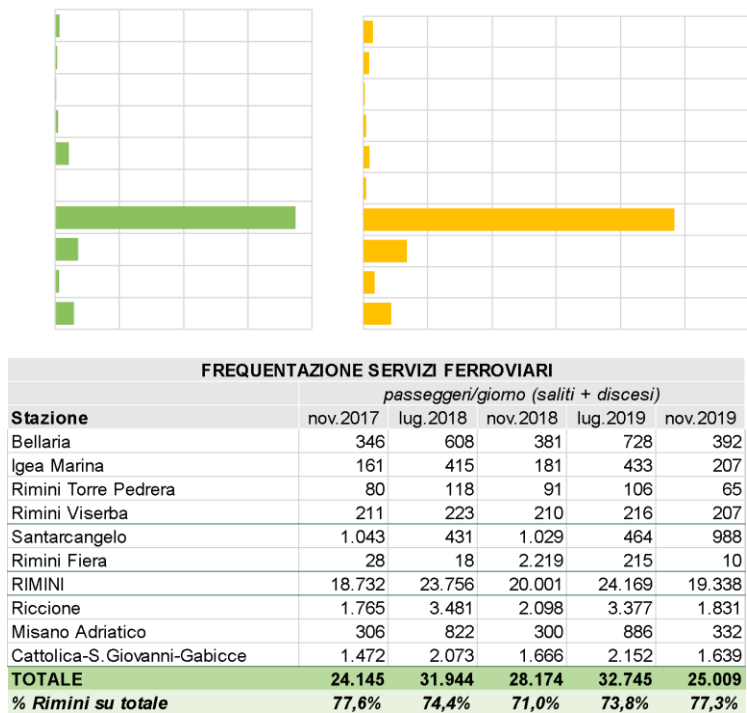 FREQUENTAZIONE SERVIZI FERROVIARI
passeggeri/giorno (saliti + discesi)
Stazione nov.2017 lug.2018 nov.2018 lug.2019 nov.2019
Bellaria 346 608 381 728 392
Igea Marina 161 415 181 433 207
Rimini Torre Pedrera 80 118 91 106 65
Rimini Viserba 211 223 210 216 207
Santarcangelo 1.043 431 1.029 464 988
Rimini Fiera 28 18 2.219 215 10
RIMINI 18.732 23.756 20.001 24.169 19.338
Riccione 1.765 3.481 2.098 3.377 1.831
Misano Adriatico 306 822 300 886 332
Cattolica-S.Giovanni-Gabicce 1.472 2.073 1.666 2.152 1.639
TOTALE 24.145 31.944 28.174 32.745 25.009
% Rimini su totale 77,6% 74,4% 71,0% 73,8% 77,3%